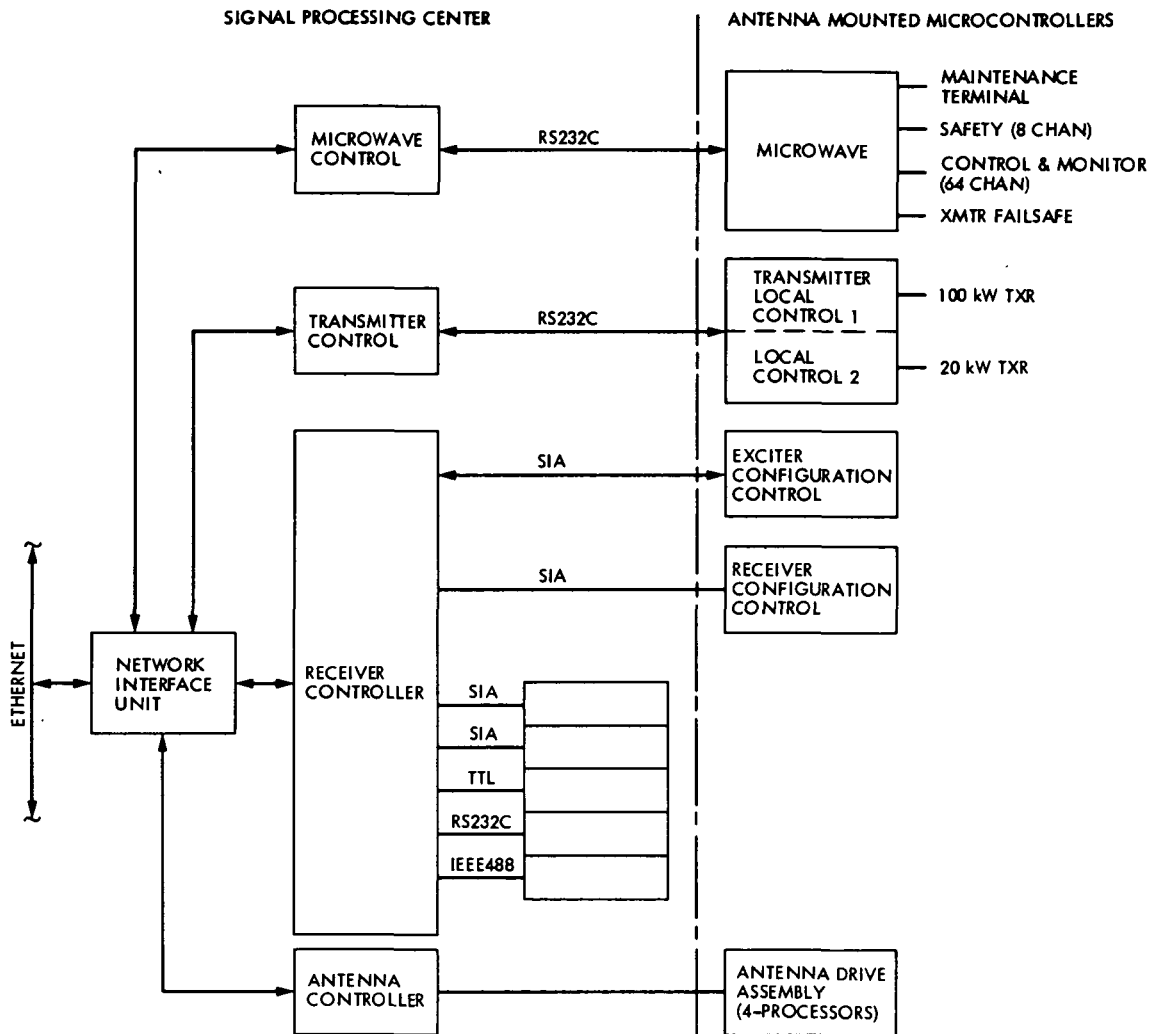 SIGNAL PROCESSING CENTER
ANTENNA MOUNTED MICROCONTROLLERS
MICROWAVE
CONTROL
RS232C
MICROWAVE
MAINTENANCE
TERMINAL
SAFETY (8 CHAN)
CONTROL & MONITOR
(64 CHAN)
XMTR FAILSAFE
TRANSMITTER
CONTROL
RS232C
TRANSMITTER
LOCAL
CONTROL 1
LOCAL
CONTROL 2
100 kW TXR
20 kW TXR
SIA
EXCITER
CONFIGURATION
CONTROL
SIA
RECEIVER
CONFIGURATION
CONTROL
ETHERNET
NETWORK
INTERFACE
UNIT
RECEIVER
CONTROLLER
SIA
SIA
TTL
RS232C
IEEE488
ANTENNA
CONTROLLER
ANTENNA DRIVE
ASSEMBLY
(4-PROCESSORS)